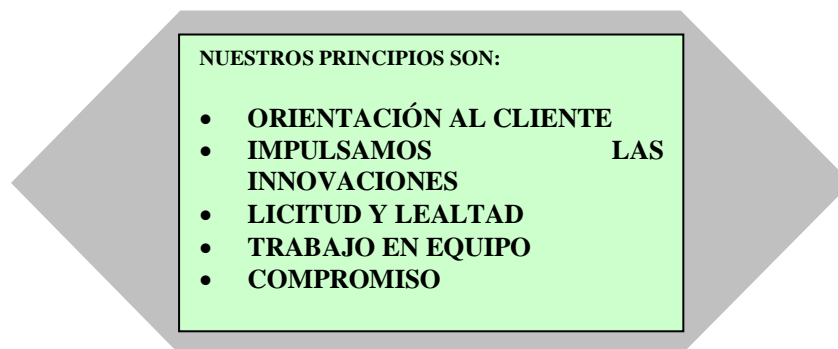 NUESTROS PRINCIPIOS SON:
• ORIENTACIÓN AL CLIENTE
• IMPULSAMOS LAS
INNOVACIONES
• LICITUD Y LEALTAD
• TRABAJO EN EQUIPO
• COMPROMISO